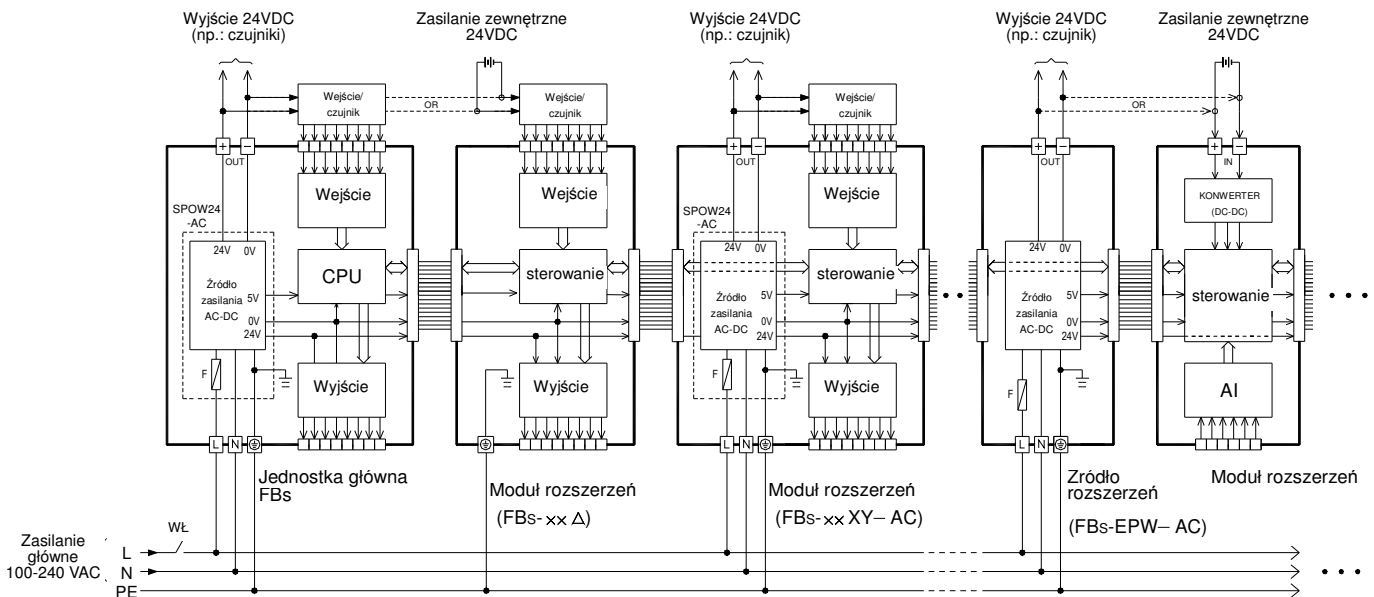 Wyjście 24VDC
(np.: czujniki)
Zasilanie zewnętrzne
24VDC
Wyjście 24VDC
(np.: czujnik)
Wyjście 24VDC
(np.: czujnik)
Zasilanie zewnętrzne
24VDC
Wejście/
czujnik
OR
Wejście/
czujnik
Wejście/
czujnik
OR
+ −
OUT
+ −
OUT
+ −
OUT
+ −
IN
Wejście
Wejście
Wejście
KONWERTER
(DC-DC)
SPOW24
-AC
24V 0V
Źródło
zasilania
AC-DC
5V
0V
24V
F
CPU
Wyjście
sterowanie
Wyjście
SPOW24
-AC
24V 0V
Źródło
zasilania
AC-DC
5V
0V
24V
F
sterowanie
Wyjście
24V 0V
Źródło
zasilania
AC-DC
5V
0V
24V
F
sterowanie
AI
L N
L N
L N
Jednostka główna
FBs
Moduł rozszerzeń
(FBs- xx Δ)
Moduł rozszerzeń
(FBs- xx XY− AC)
Zródło
rozszerzeń
(FBs-EPW− AC)
Moduł rozszerzeń
WŁ
Zasilanie
główne
100-240 VAC
L
N
PE